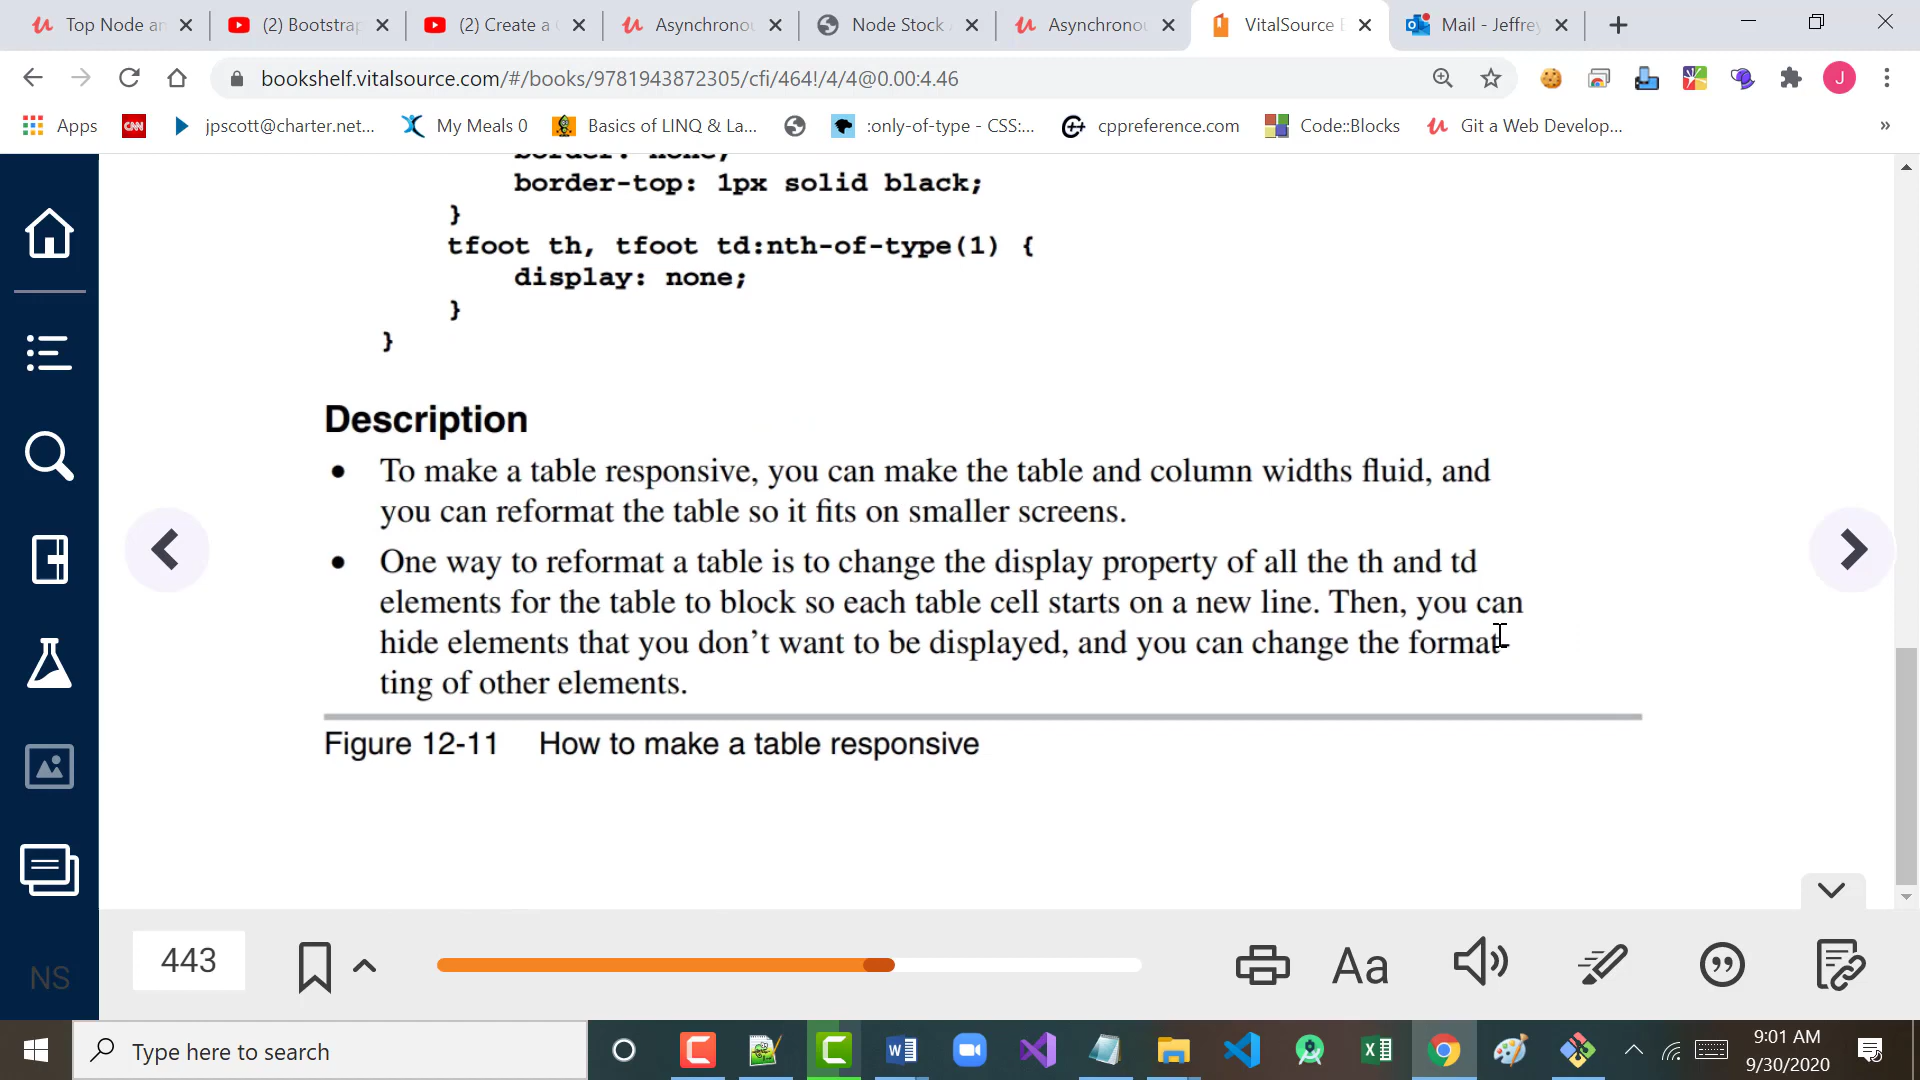 Top Node an
(2) Bootstrap
(2) Create a
Asynchrono
Node Stock
Asynchrono
VitalSource
Mail - Jeffrey
bookshelf.vitalsource.com/#/books/9781943872305/cfi/464!/4/4@0.00:4.46
J
Apps
CNN
jpscott@charter.net...
My Meals 0
Basics of LINQ & La...
:only-of-type - CSS:...
cppreference.com
Code::Blocks
Git a Web Develop...
»
border: none;
border-top: 1px solid black;
}
tfoot th, tfoot td:nth-of-type(1) {
display: none;
}
}
Description
• To make a table responsive, you can make the table and column widths fluid, and
you can reformat the table so it fits on smaller screens.
• One way to reformat a table is to change the display property of all the th and td
elements for the table to block so each table cell starts on a new line. Then, you can
hide elements that you don’t want to be displayed, and you can change the format-
ting of other elements.
Figure 12-11 How to make a table responsive
NS
443
Aa
Type here to search
9:01 AM
9/30/2020